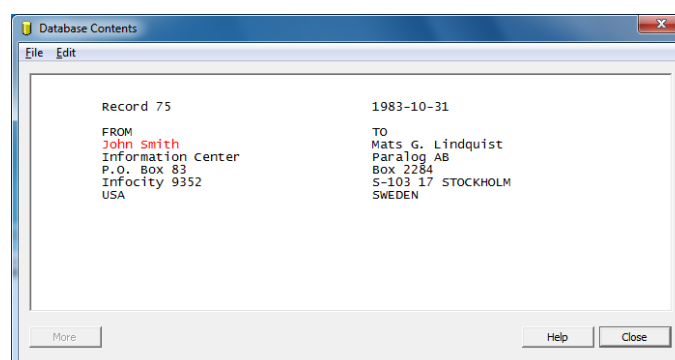 Database Contents
File Edit
Record 75 1983-10-31
FROM TO
John Smith Mats G. Lindquist
Information Center Paralog AB
P.O. Box 83 Box 2284
Infocity 9352 S-103 17 STOCKHOLM
USA SWEDEN
More Help Close